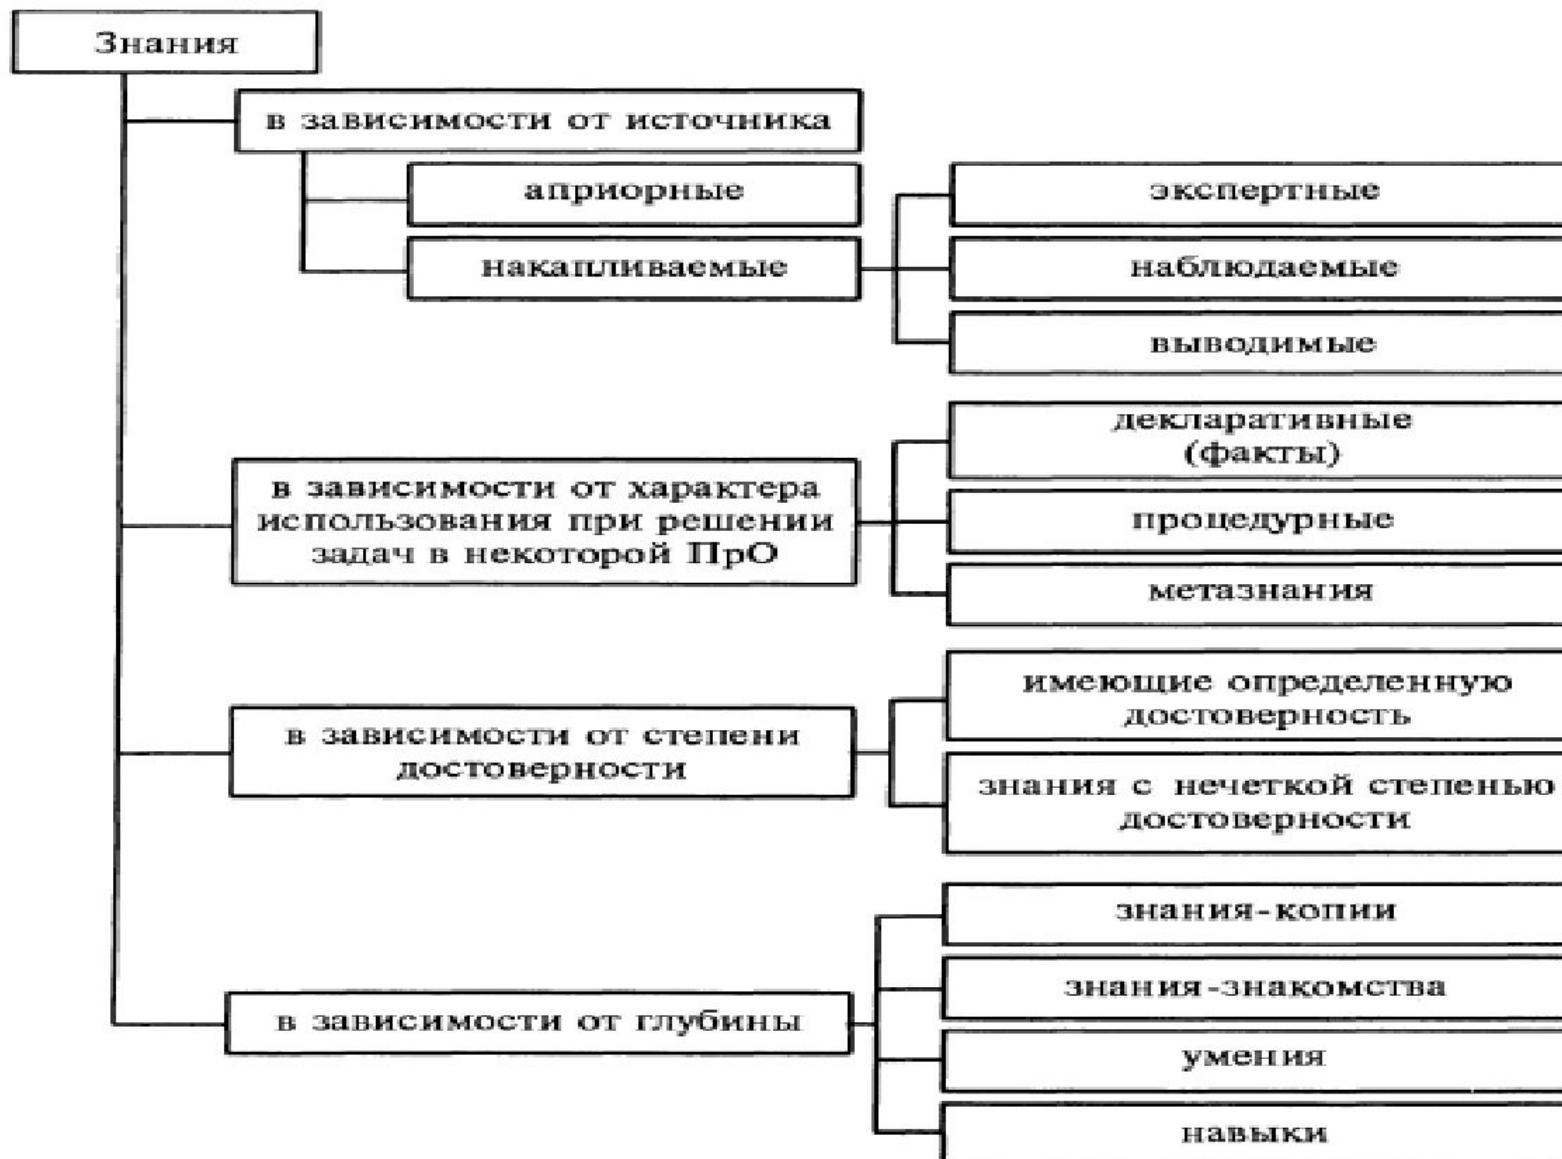 Знания
в зависимости от источника
априорные
накапливаемые
экспертные
наблюдаемые
выводимые
в зависимости от характера
использования при решении
задач в некоторой ПрО
декларативные
(факты)
процедурные
метазнания
в зависимости от степени
достоверности
имеющие определенную
достоверность
знания с нечеткой степенью
достоверности
в зависимости от глубины
знания-копии
знания-знакомства
умения
навыки